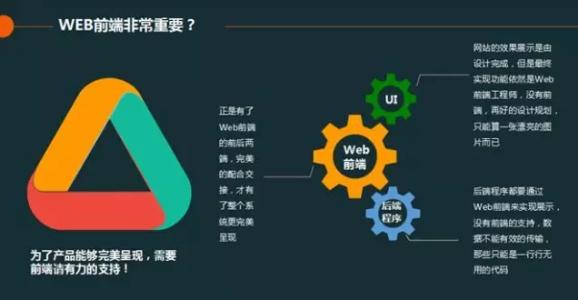 WEB前端非常重要？
网站的效果展示是由
设计完成，但是最终
实现功能依然是Web
前端工程师，没有前
端，再好的设计规划，
只能算一张漂亮的图
片而已
UI
正是有了
Web前端
的前后两
端，完美
的配合交
接，才有
了整个系
统更完美
呈现
Web
前端
后端
程序
后端程序都要通过
Web前端来实现展示，
没有前端的支持，数
据不能有效的传输，
那些只能是一行行无
用的代码
为了产品能够完美呈现，需要
前端洁有力的支持！